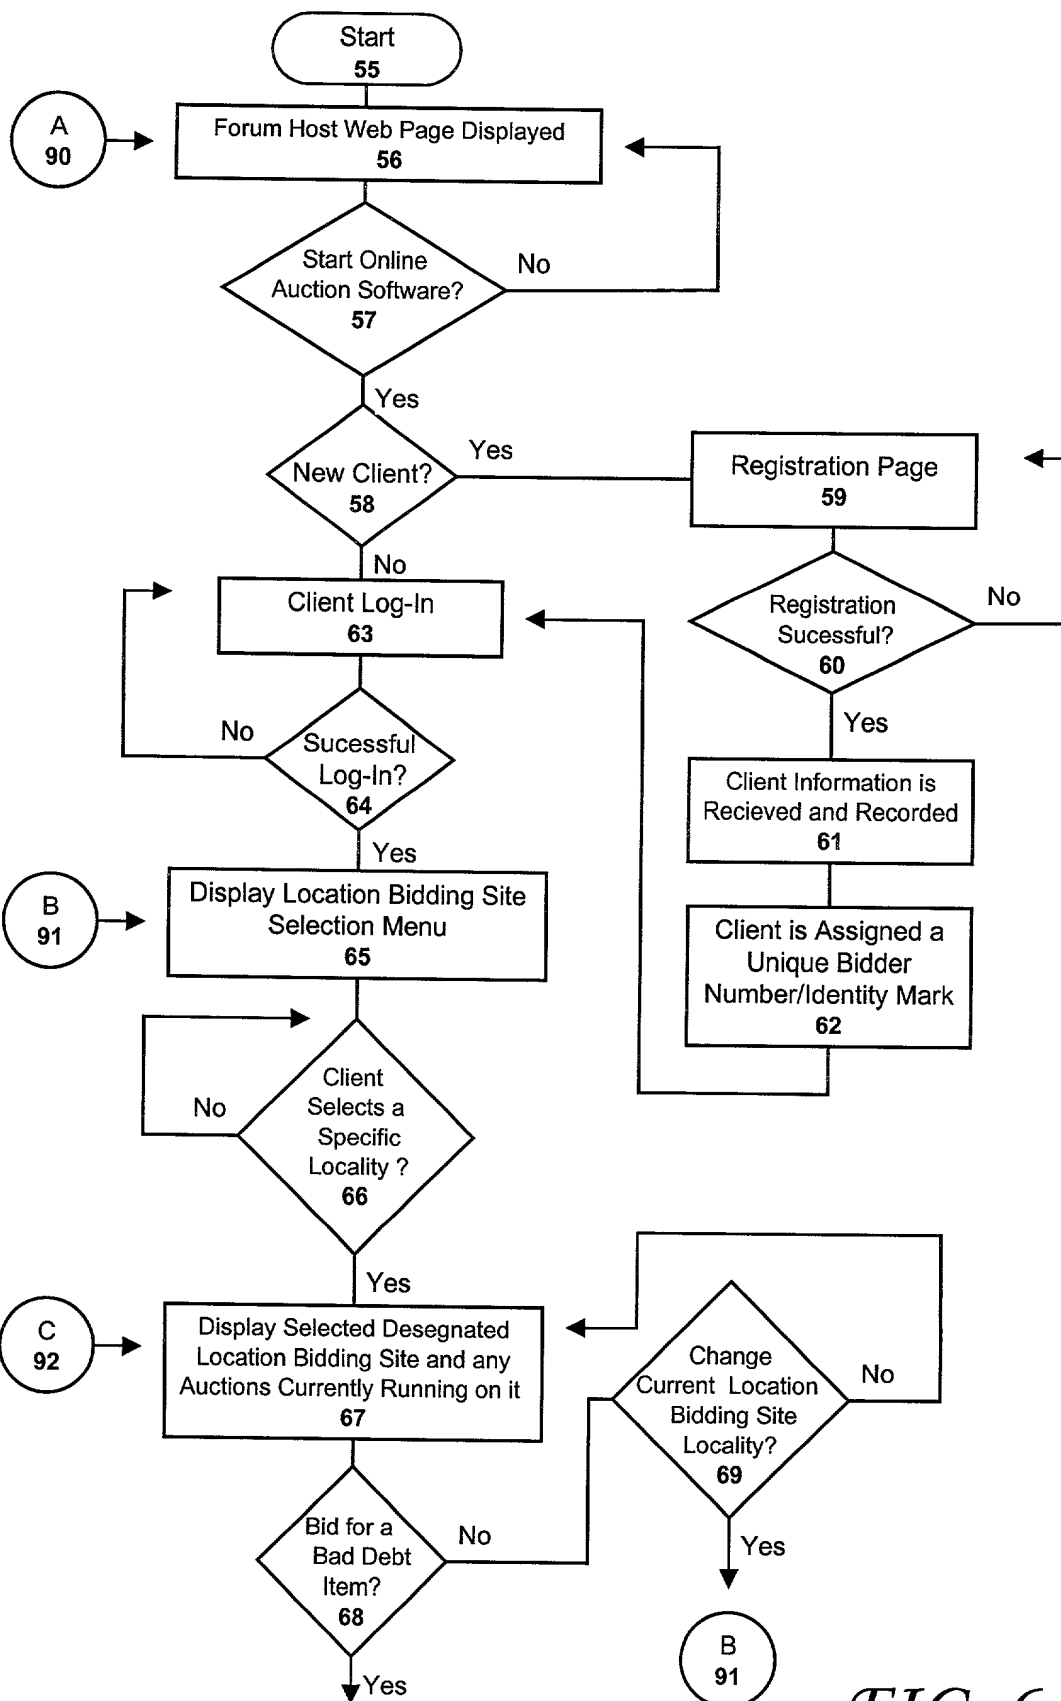 Start
55
A
90
Forum Host Web Page Displayed
56
Start Online
Auction Software?
57
No
Yes
New Client?
58
Yes
Registration Page
59
No
Client Log-In
63
Registration
Sucessful?
60
No
Yes
No
Sucessful
Log-In?
64
Yes
Client Information is
Recieved and Recorded
61
B
91
Display Location Bidding Site
Selection Menu
65
Client is Assigned a
Unique Bidder
Number/Identity Mark
62
Client
Selects a
Specific
Locality ?
66
No
Yes
C
92
Display Selected Desegnated
Location Bidding Site and any
Auctions Currently Running on it
67
Change
Current Location
Bidding Site
Locality?
69
No
Bid for a
Bad Debt
Item?
68
No
Yes
Yes
B
91
FIG. 6